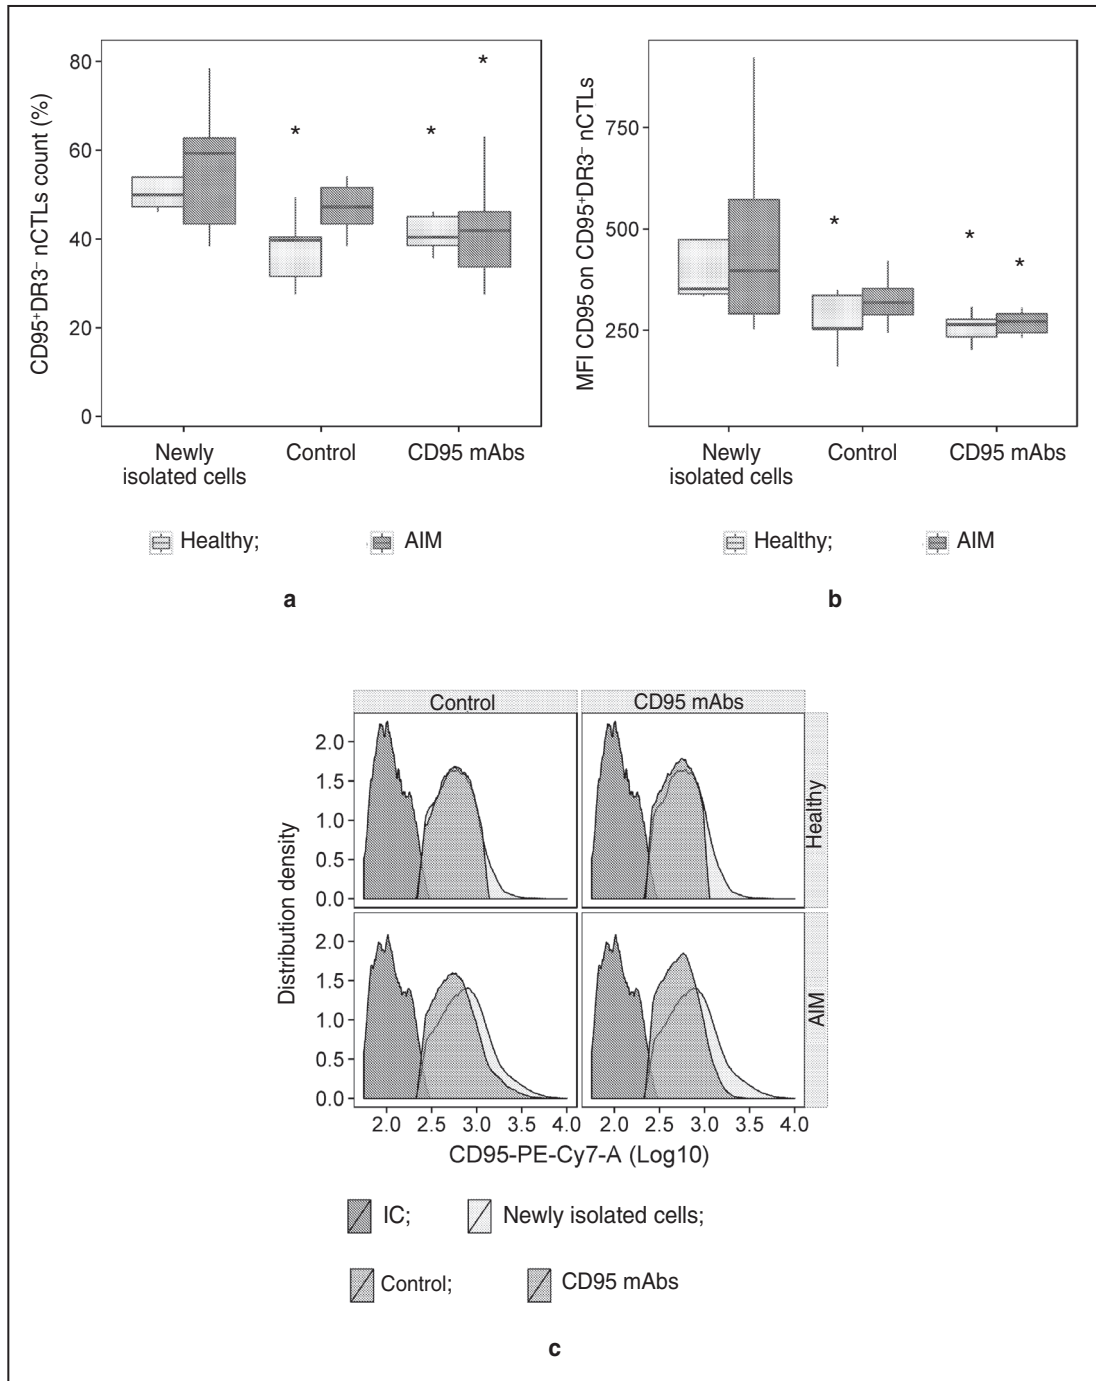 CD95⁺DR3⁻ nCTLs count (%)
80
60
40
20
0
*
*
*
Newly
isolated cells
Control
CD95 mAbs
Healthy;
AIM
a
MFI CD95 on CD95⁺DR3⁻ nCTLs
750
500
250
*
*
*
Newly
isolated cells
Control
CD95 mAbs
Healthy;
AIM
b
Control
CD95 mAbs
Distribution density
2.0
1.5
1.0
0.5
0.0
Healthy
2.0
1.5
1.0
0.5
0.0
AIM
2.0 2.5 3.0 3.5 4.0
2.0 2.5 3.0 3.5 4.0
CD95-PE-Cy7-A (Log10)
IC;
Newly isolated cells;
Control;
CD95 mAbs
c